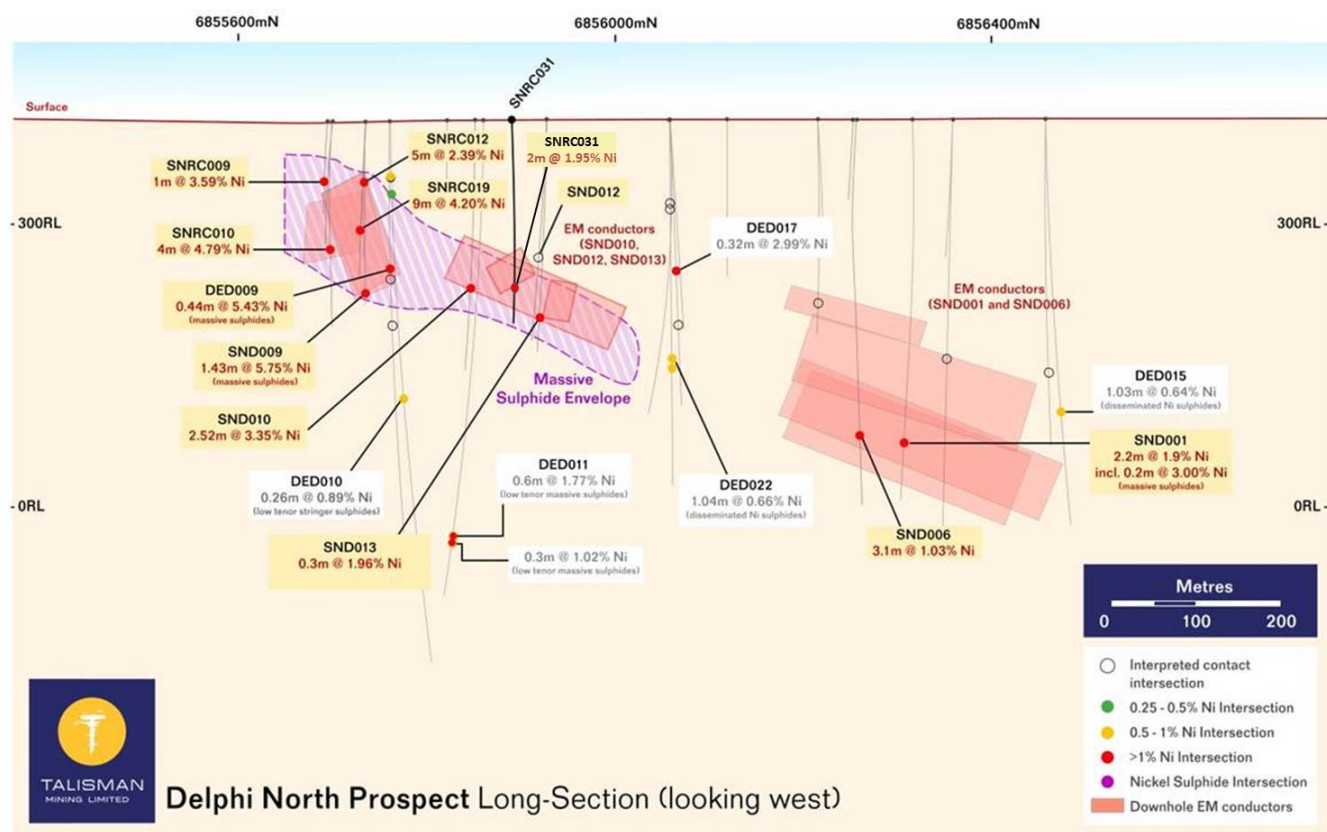 6855600mN
6856000mN
6856400mN
Surface
SNRC031
SNRC009
1m @ 3.59% Ni
SNRC012
5m @ 2.39% Ni
SNRC031
2m @ 1.95% Ni
SNRC019
9m @ 4.20% Ni
SND012
300RL
300RL
SNRC010
4m @ 4.79% Ni
EM conductors
(SND010,
SND012, SND013)
DED017
0.32m @ 2.99% Ni
DED009
0.44m @ 5.43% Ni
(massive sulphides)
EM conductors
(SND001 and SND006)
SND009
1.43m @ 5.75% Ni
(massive sulphides)
Massive
Sulphide Envelope
DED015
1.03m @ 0.64% Ni
(disseminated Ni sulphides)
SND010
2.52m @ 3.35% Ni
SND001
2.2m @ 1.9% Ni
incl. 0.2m @ 3.00% Ni
(massive sulphides)
DED010
0.26m @ 0.89% Ni
(low tenor stringer sulphides)
DED011
0.6m @ 1.77% Ni
(low tenor massive sulphides)
DED022
1.04m @ 0.66% Ni
(disseminated Ni sulphides)
0RL
0RL
SND013
0.3m @ 1.96% Ni
0.3m @ 1.02% Ni
(low tenor massive sulphides)
SND006
3.1m @ 1.03% Ni
Metres
0 100 200
Interpreted contact
intersection
0.25 - 0.5% Ni Intersection
0.5 - 1% Ni Intersection
>1% Ni Intersection
Nickel Sulphide Intersection
Downhole EM conductors
TALISMAN
MINING LIMITED
Delphi North Prospect Long-Section (looking west)